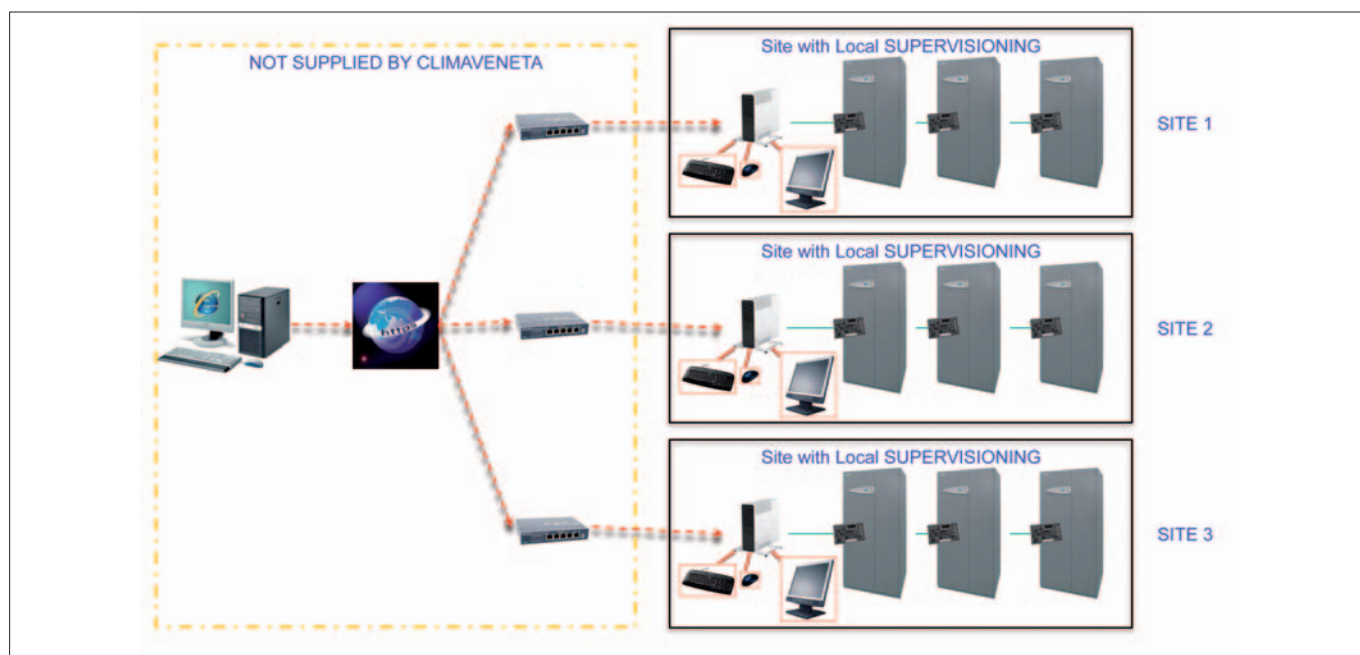 NOT SUPPLIED BY CLIMAVENETA
Site with Local SUPERVISIONING
SITE 1
Site with Local SUPERVISIONING
SITE 2
https
Site with Local SUPERVISIONING
SITE 3